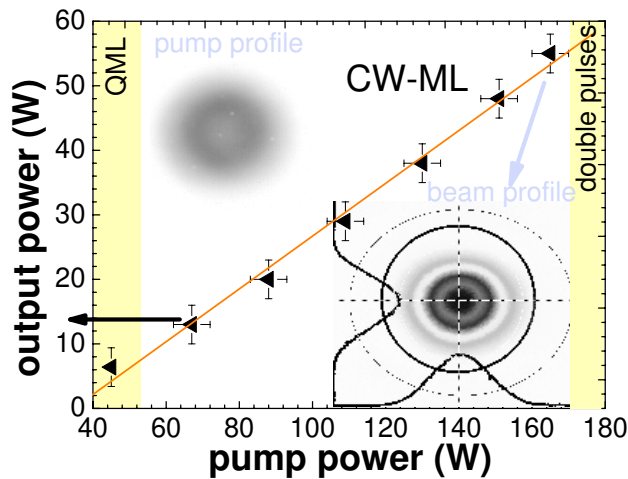 60
50
40
30
20
10
0
output power (W)
QML
pump profile
CW-ML
beam profile
double pulses
40 60 80 100 120 140 160 180
pump power (W)